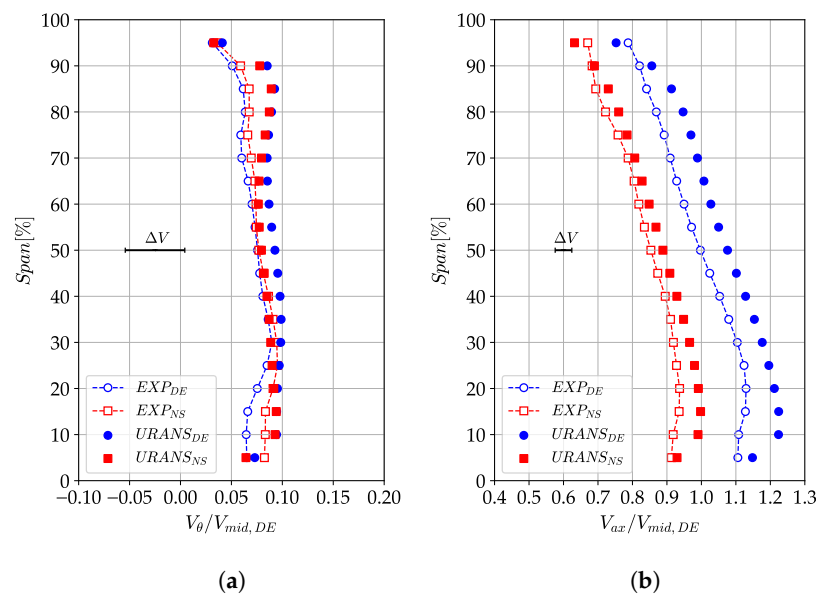 100
90
80
70
60
50
40
30
20
10
0
Span[%]
ΔV
EXP_DE
EXP_NS
URANS_DE
URANS_NS
−0.10 −0.05 0.00 0.05 0.10 0.15 0.20
V_θ/V_mid, DE
(a)
100
90
80
70
60
50
40
30
20
10
0
Span[%]
ΔV
EXP_DE
EXP_NS
URANS_DE
URANS_NS
0.4 0.5 0.6 0.7 0.8 0.9 1.0 1.1 1.2 1.3
V_ax/V_mid, DE
(b)